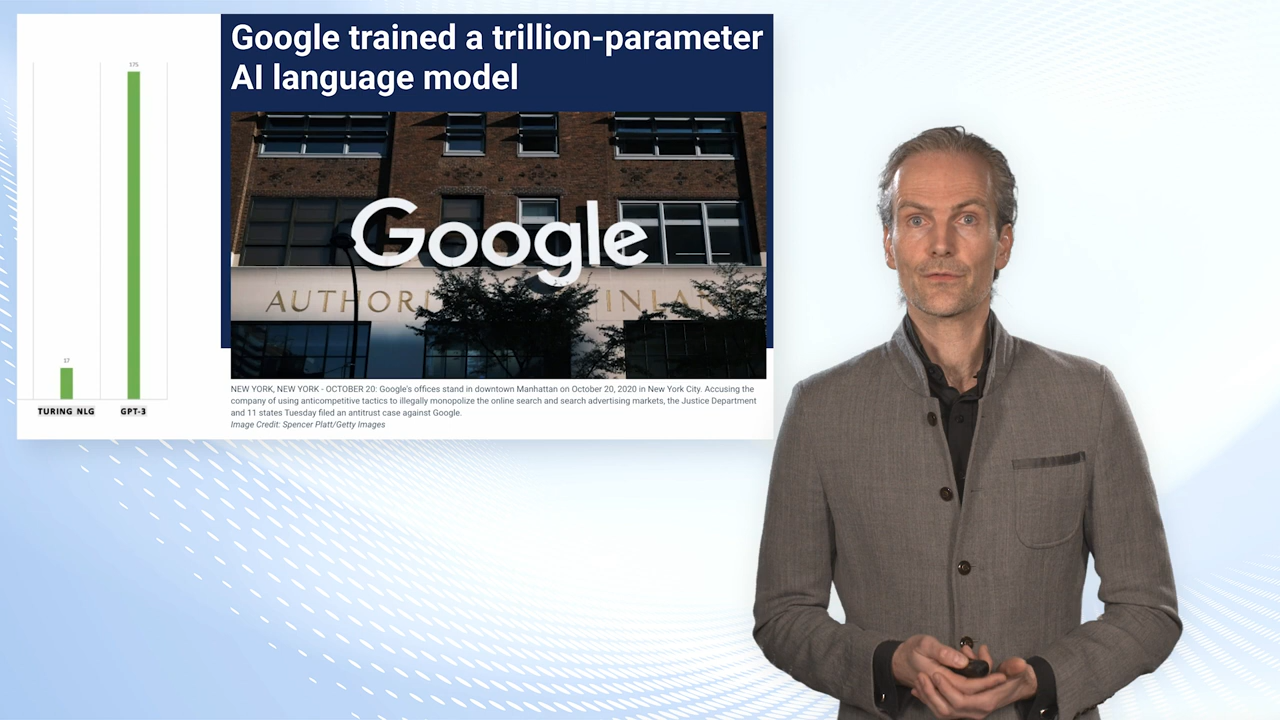 175
17
TURING NLG
GPT-3
Google trained a trillion-parameter
AI language model
Google
AUTHORI
INLA
NEW YORK, NEW YORK - OCTOBER 20: Google's offices stand in downtown Manhattan on October 20, 2020 in New York City. Accusing the
company of using anticompetitive tactics to illegally monopolize the online search and search advertising markets, the Justice Department
and 11 states Tuesday filed an antitrust case against Google.
Image Credit: Spencer Platt/Getty Images